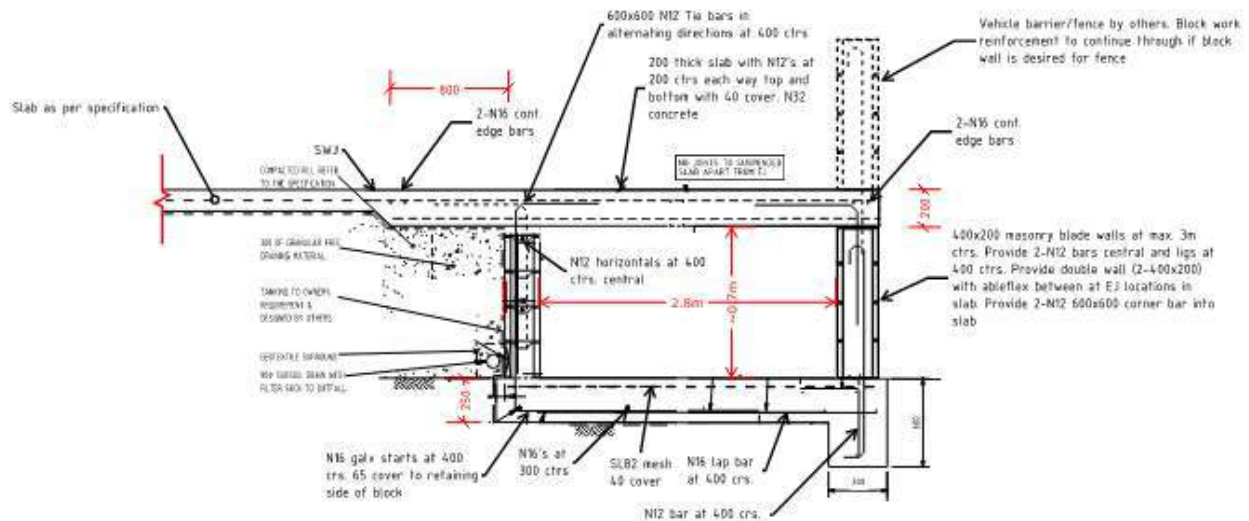 600x600 N12 Tie bars in
alternating directions at 400 ctrs
Vehicle barrier/fence by others. Block work
reinforcement to continue through if block
wall is desired for fence
200 thick slab with N12's at
200 ctrs each way top and
bottom with 40 cover. N32
concrete
600
Slab as per specification
2-N16 cont.
edge bars
2-N16 cont.
edge bars
SWJ
COMPACTED FILL REFER
TO THE SPECIFICATION
NO JOINTS TO SUSPENDED
SLAB APART FROM EJ
200
300 OF GRANULAR FREE
DRAINING MATERIAL
N12 horizontals at 400
ctrs. central
400x200 masonry blade walls at max. 3m
ctrs. Provide 2-N12 bars central and ligs at
400 ctrs. Provide double wall (2-400x200)
with ableflex between at EJ locations in
slab. Provide 2-N12 600x600 corner bar into
slab
TANKING TO OWNERS
REQUIREMENT &
DESIGNED BY OTHERS
2.8m
~0.7m
GEOTEXTILE SURROUND
SUBSOIL DRAIN WITH
FILTER SOCK TO OUTFALL
250
600
300
N16 galv starts at 400
crs. 65 cover to retaining
side of block
N16's at
300 ctrs
SL82 mesh
40 cover
N16 lap bar
at 400 crs.
N12 bar at 400 crs.